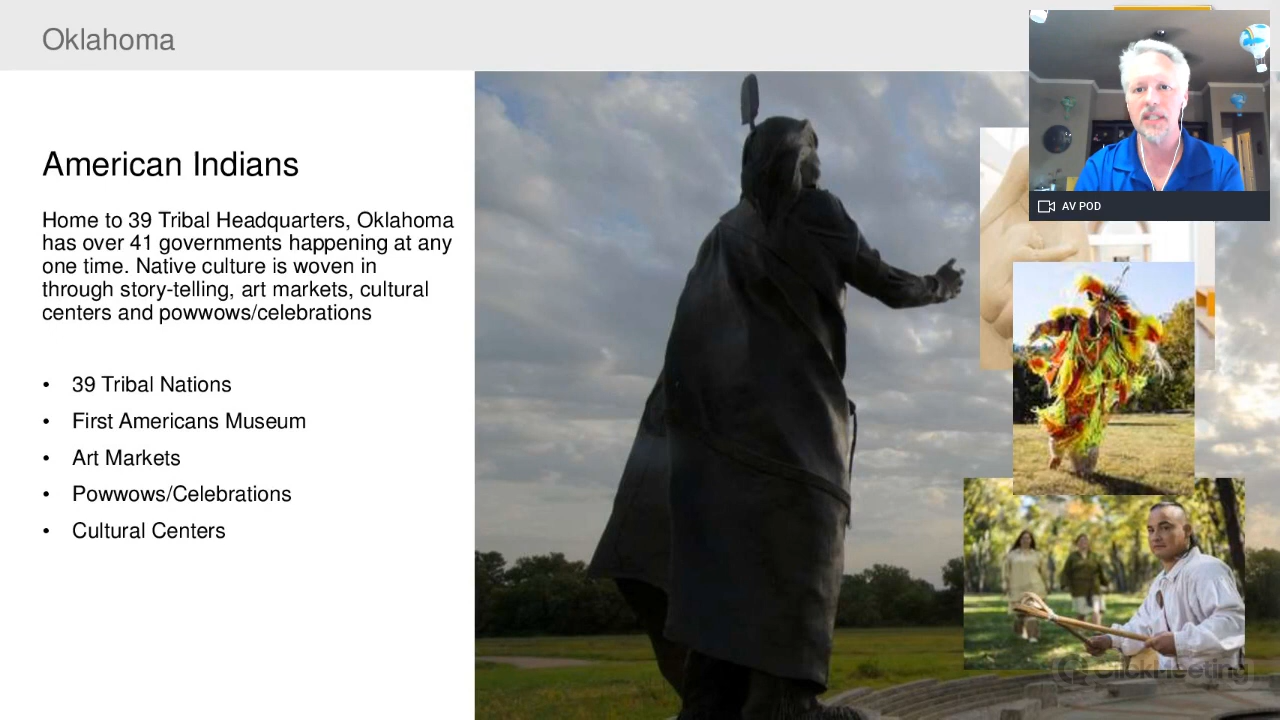 Oklahoma
AV POD
American Indians
Home to 39 Tribal Headquarters, Oklahoma
has over 41 governments happening at any
one time. Native culture is woven in
through story-telling, art markets, cultural
centers and powwows/celebrations
• 39 Tribal Nations
• First Americans Museum
• Art Markets
• Powwows/Celebrations
• Cultural Centers
ClickMeeting